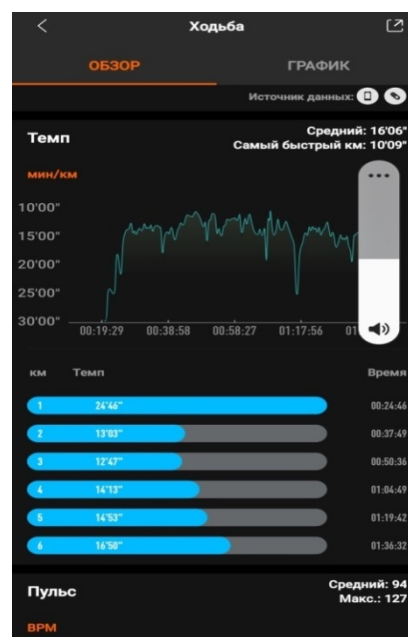 Ходьба
ОБЗОР ГРАФИК
Источник данных:
Темп
Средний: 16'06"
Самый быстрый км: 10'09"
мин/км
10'00"
15'00"
20'00"
25'00"
30'00"
00:19:29 00:38:58 00:58:27 01:17:56 01
км Темп Время
1 24'46" 00:24:46
2 13'03" 00:37:49
3 12'47" 00:50:36
4 14'13" 01:04:49
5 14'53" 01:19:42
6 16'50" 01:36:32
Пульс
Средний: 94
Макс.: 127
BPM